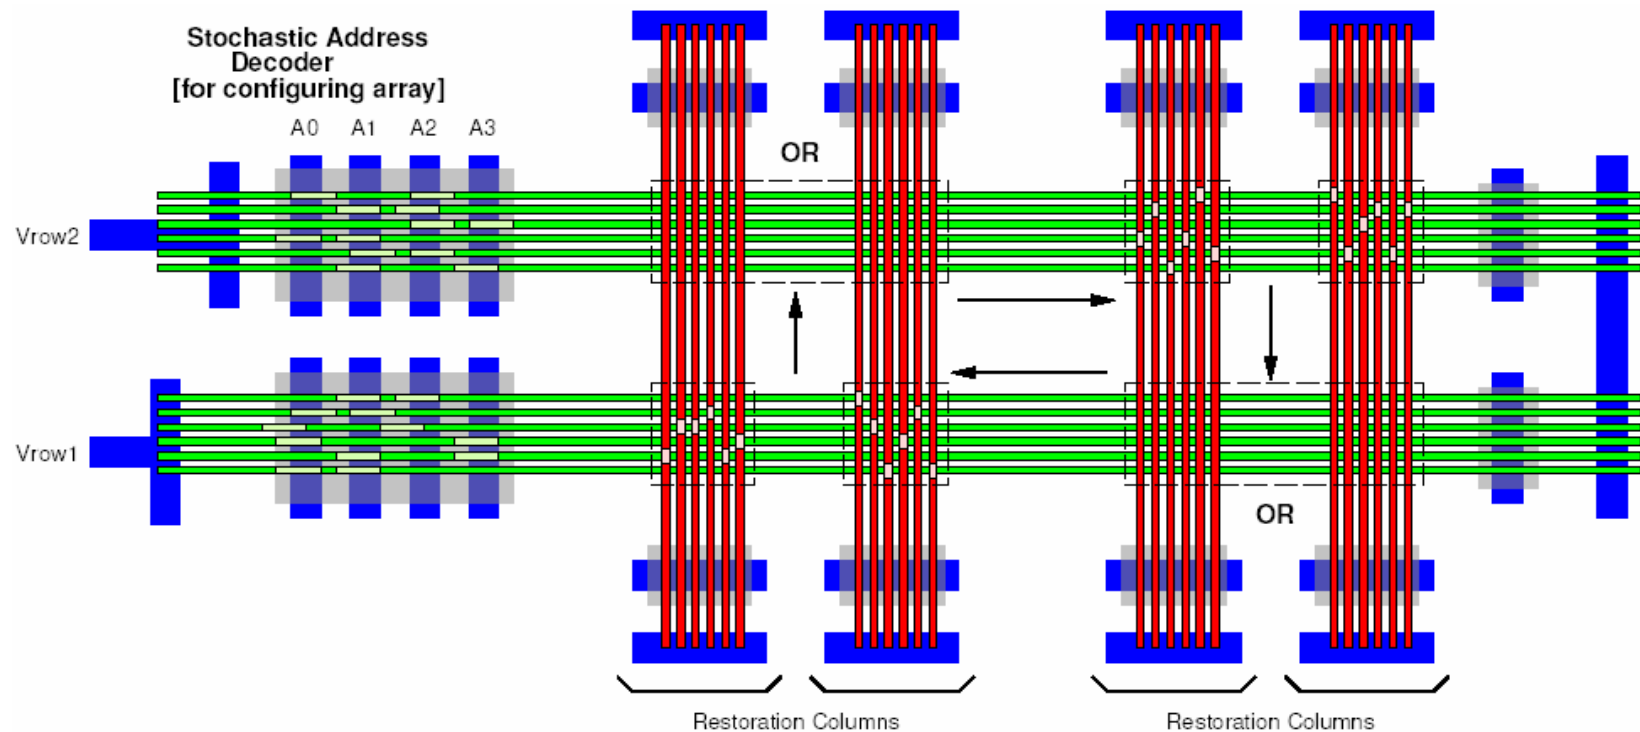 Stochastic Address
Decoder
[for configuring array]
A0 A1 A2 A3
OR
Vrow2
Vrow1
OR
Restoration Columns
Restoration Columns